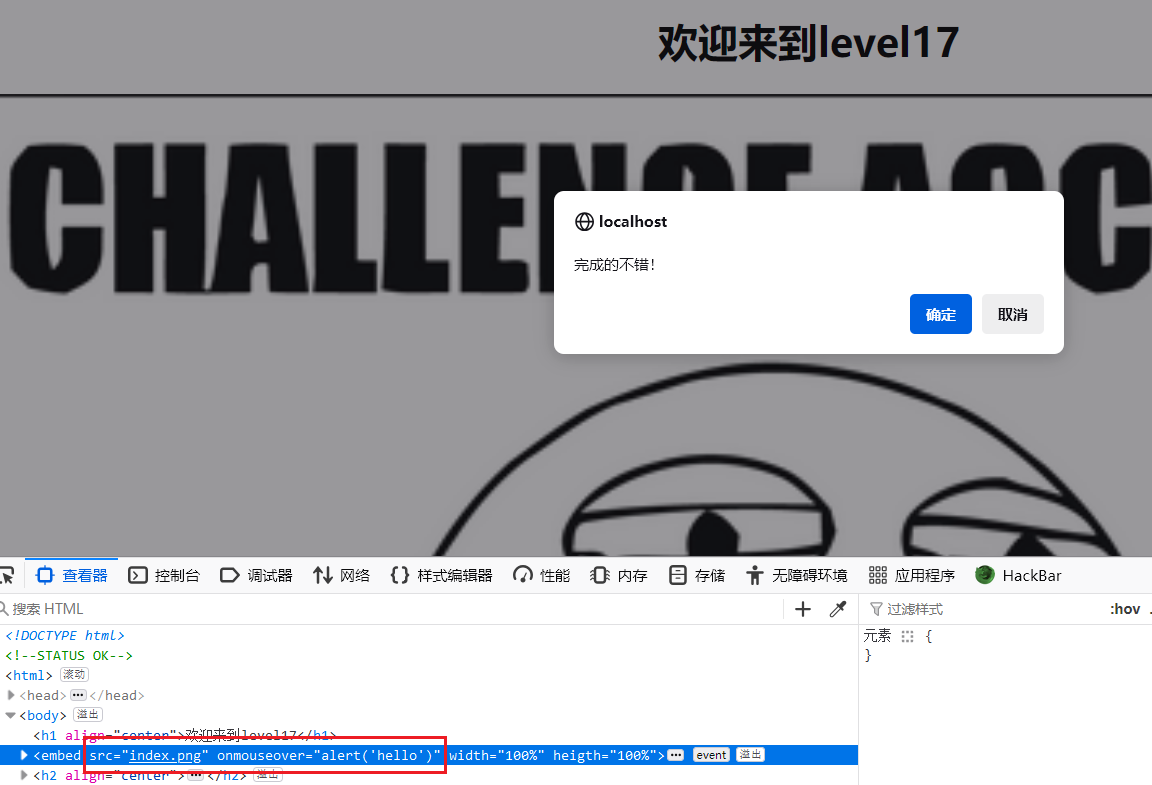 欢迎来到level17
CHALLENGE ACC
localhost
完成的不错!
确定
取消
查看器 控制台 调试器 网络 样式编辑器 性能 内存 存储 无障碍环境 应用程序 HackBar
搜索 HTML
过滤样式 :hov .
<!DOCTYPE html>
<!--STATUS OK-->
<html> 滚动
<head> ••• </head>
<body> 溢出
<h1 align="center">欢迎来到level17</h1>
<embed src="index.png" onmouseover="alert('hello')" width="100%" heigth="100%"> ••• event 溢出
<h2 align="center"> ••• </h2> 溢出
元素 {
}